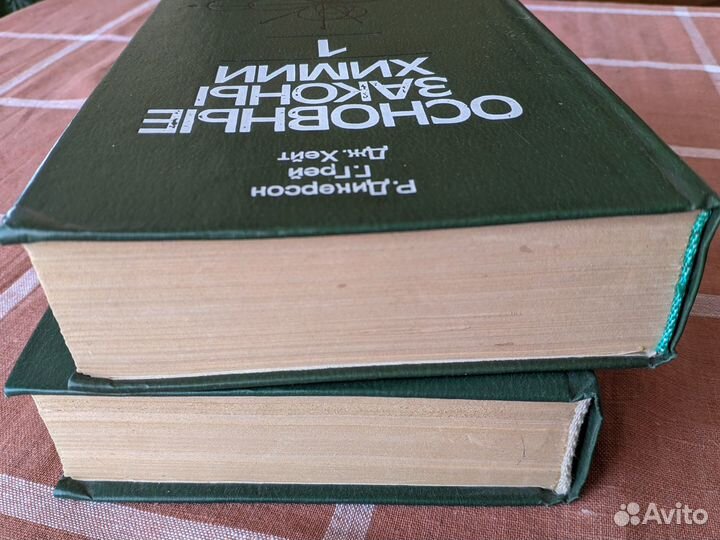 Р. Дикерсон
Г. Грей
Дж. Хейт
ОСНОВНЫЕ
ЗАКОНЫ
ХИМИИ
1
Avito